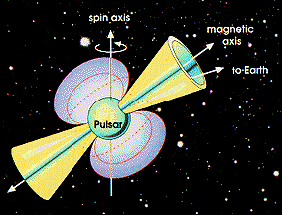 spin axis
magnetic
axis
to Earth
Pulsar